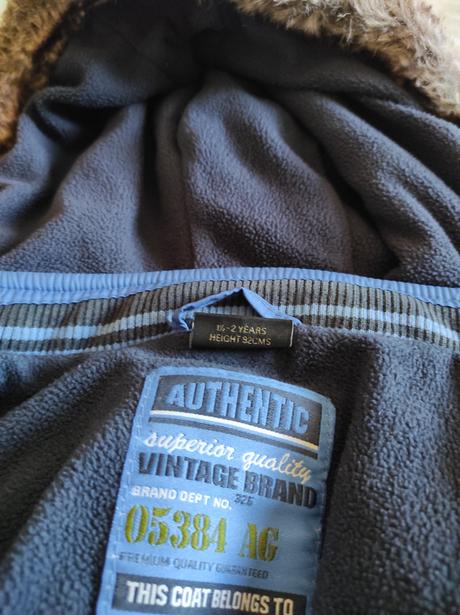 1½-2 YEARS
HEIGHT 92CMS
AUTHENTIC
superior quality
VINTAGE BRAND
BRAND DEPT NO. 326
05384 AG
PREMIUM QUALITY GUARANTEED
THIS COAT BELONGS TO